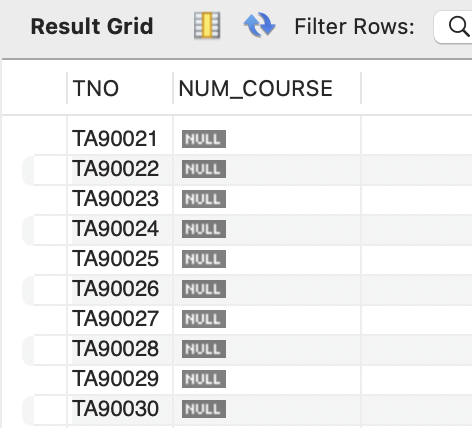 Result Grid Filter Rows:
TNO NUM_COURSE
TA90021 NULL
TA90022 NULL
TA90023 NULL
TA90024 NULL
TA90025 NULL
TA90026 NULL
TA90027 NULL
TA90028 NULL
TA90029 NULL
TA90030 NULL